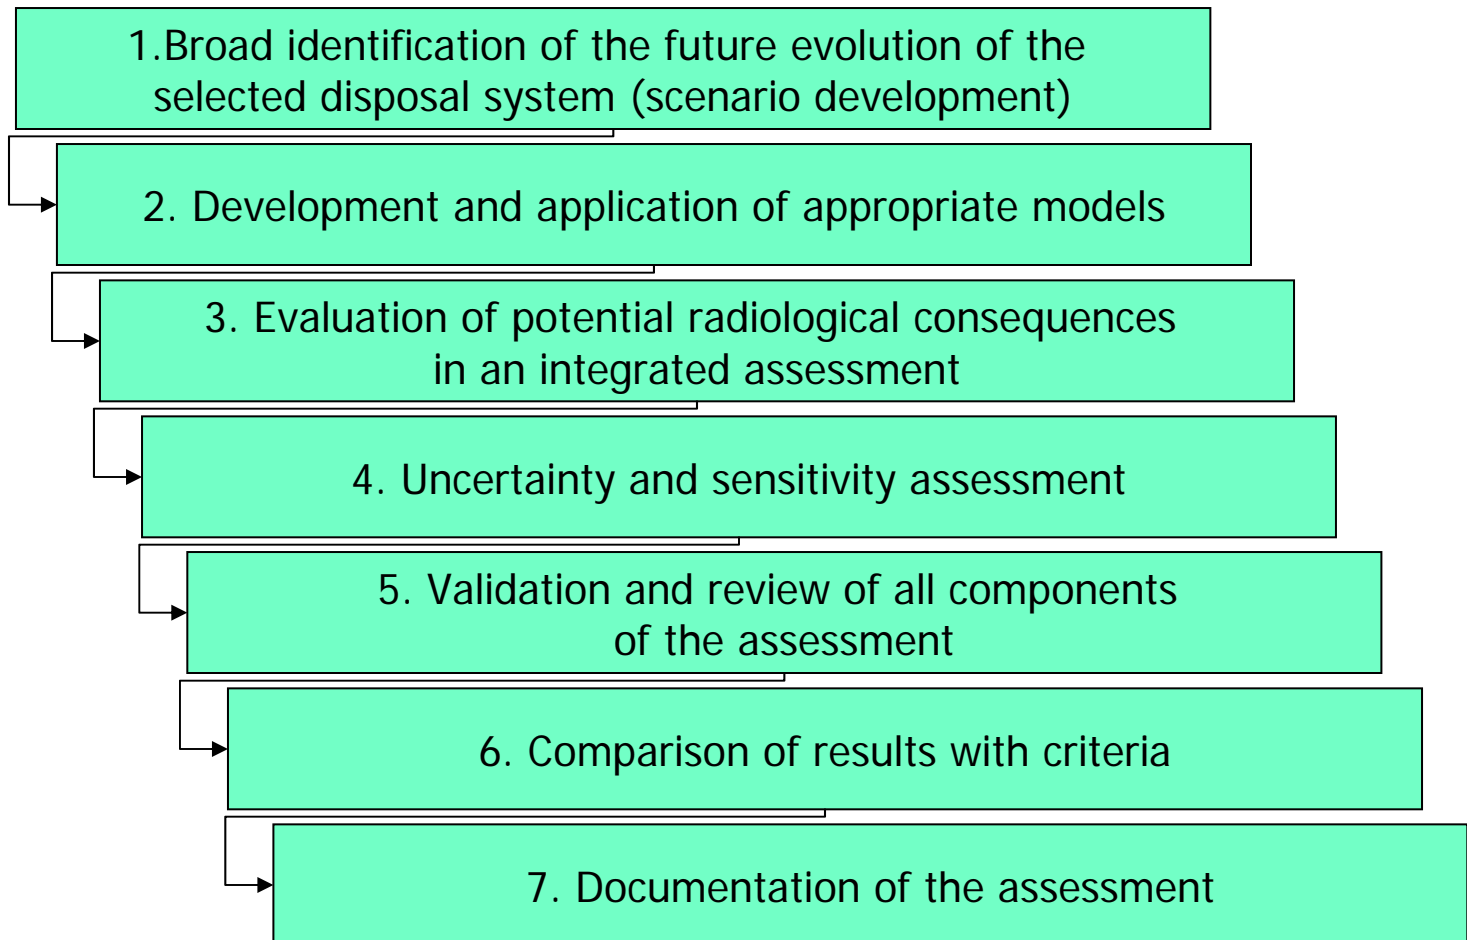 1.Broad identification of the future evolution of the
selected disposal system (scenario development)
2. Development and application of appropriate models
3. Evaluation of potential radiological consequences
in an integrated assessment
4. Uncertainty and sensitivity assessment
5. Validation and review of all components
of the assessment
6. Comparison of results with criteria
7. Documentation of the assessment